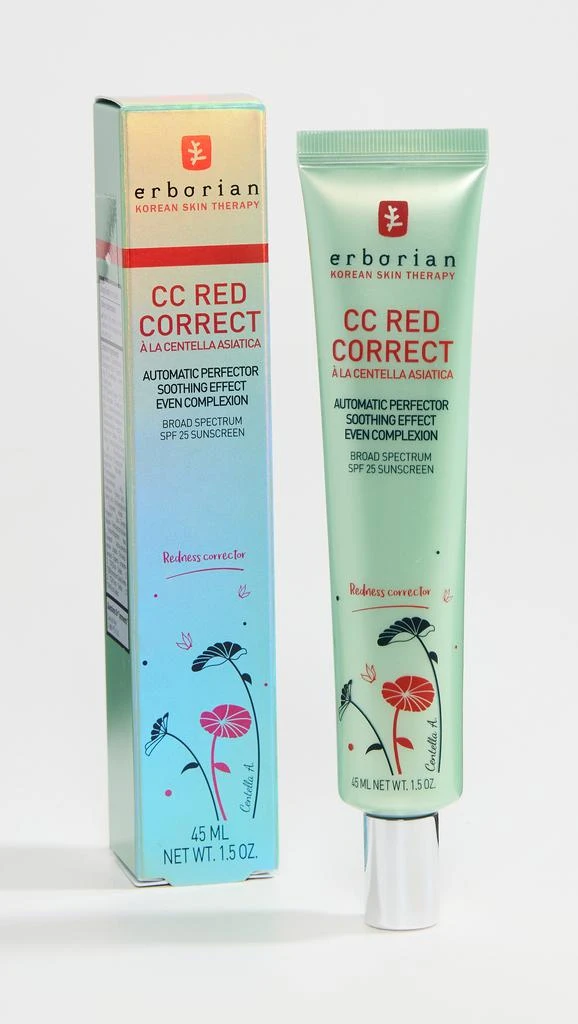 erborian
KOREAN SKIN THERAPY
CC RED
CORRECT
À LA CENTELLA ASIATICA
AUTOMATIC PERFECTOR
SOOTHING EFFECT
EVEN COMPLEXION
BROAD SPECTRUM
SPF 25 SUNSCREEN
Redness corrector
Centella A.
45 ML
NET WT. 1.5 OZ.
erborian
KOREAN SKIN THERAPY
CC RED
CORRECT
À LA CENTELLA ASIATICA
AUTOMATIC PERFECTOR
SOOTHING EFFECT
EVEN COMPLEXION
BROAD SPECTRUM
SPF 25 SUNSCREEN
Redness corrector
Centella A.
45 ML NET WT. 1.5 OZ.